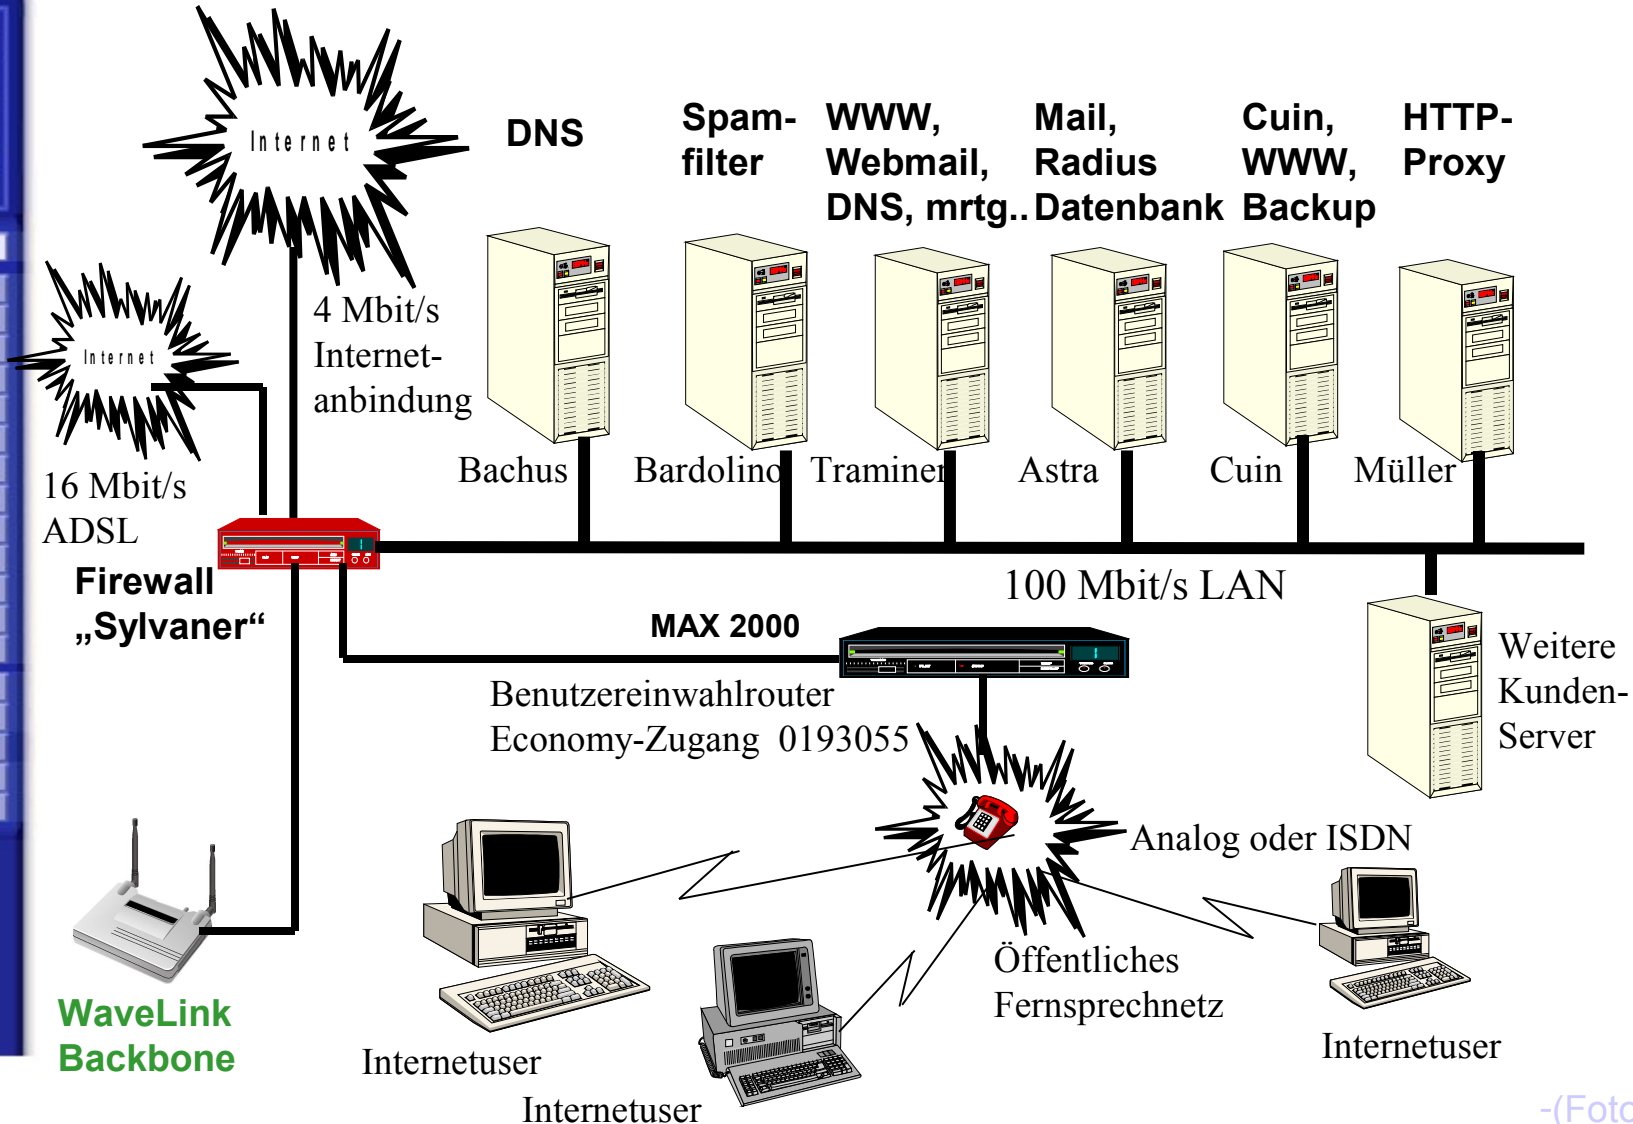 Internet
DNS
Spam-
filter
WWW,
Webmail,
DNS, mrtg..
Mail,
Radius
Datenbank
Cuin,
WWW,
Backup
HTTP-
Proxy
Internet
4 Mbit/s
Internet-
anbindung
16 Mbit/s
ADSL
Bachus
Bardolino
Traminer
Astra
Cuin
Müller
Firewall
„Sylvaner“
100 Mbit/s LAN
MAX 2000
Benutzereinwahlrouter
Economy-Zugang 0193055
Weitere
Kunden-
Server
Analog oder ISDN
Öffentliches
Fernsprechnetz
WaveLink
Backbone
Internetuser
Internetuser
Internetuser
-(Foto